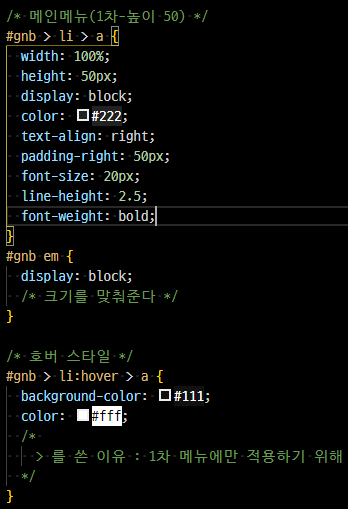 /* 메인메뉴(1차-높이 50) */
#gnb > li > a {
width: 100%;
height: 50px;
display: block;
color: #222;
text-align: right;
padding-right: 50px;
font-size: 20px;
line-height: 2.5;
font-weight: bold;
}
#gnb em {
display: block;
/* 크기를 맞춰준다 */
}
/* 호버 스타일 */
#gnb > li:hover > a {
background-color: #111;
color: #fff;
/*
> 를 쓴 이유 : 1차 메뉴에만 적용하기 위해
*/
}